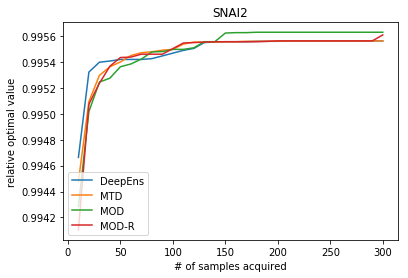 SNAI2
0.9956
0.9954
0.9952
0.9950
0.9948
0.9946
0.9944
0.9942
relative optimal value
DeepEns
MTD
MOD
MOD-R
0 50 100 150 200 250 300
# of samples acquired